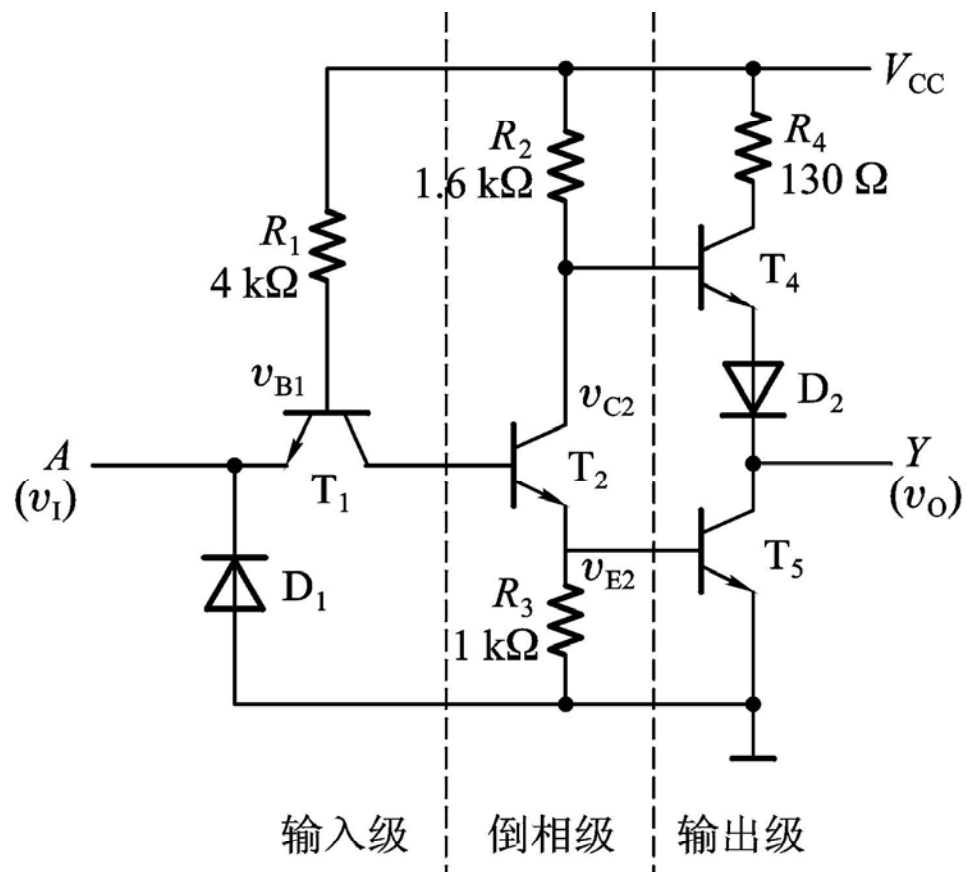 V_CC
R_2
1.6 kΩ
R_4
130 Ω
R_1
4 kΩ
T_4
v_B1
v_C2
D_2
A
(v_I)
T_1
T_2
Y
(v_O)
D_1
v_E2
T_5
R_3
1 kΩ
输入级
倒相级
输出级